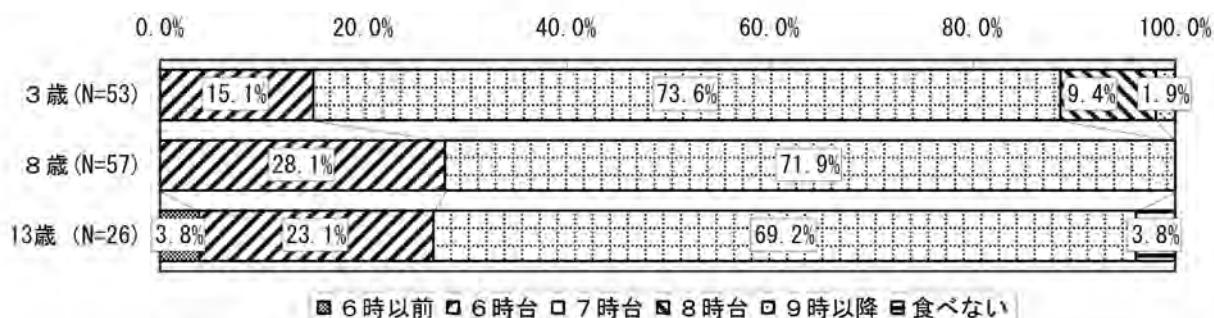 0.0% 20.0% 40.0% 60.0% 80.0% 100.0%
3歳(N=53) 15.1% 73.6% 9.4% 1.9%
8歳(N=57) 28.1% 71.9%
13歳 (N=26) 3.8% 23.1% 69.2% 3.8%
6時以前 6時台 7時台 8時台 9時以降 食べない